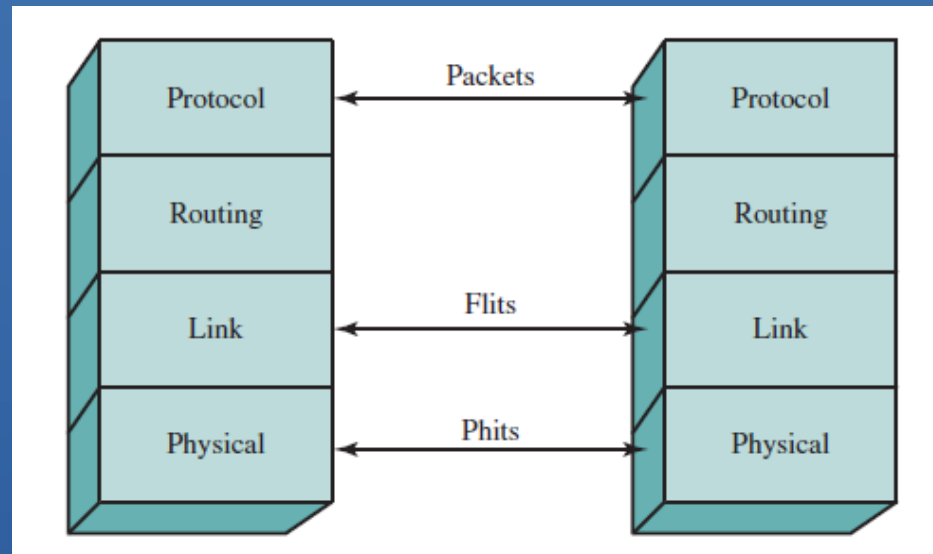 Packets
Protocol
Protocol
Routing
Routing
Flits
Link
Link
Phits
Physical
Physical